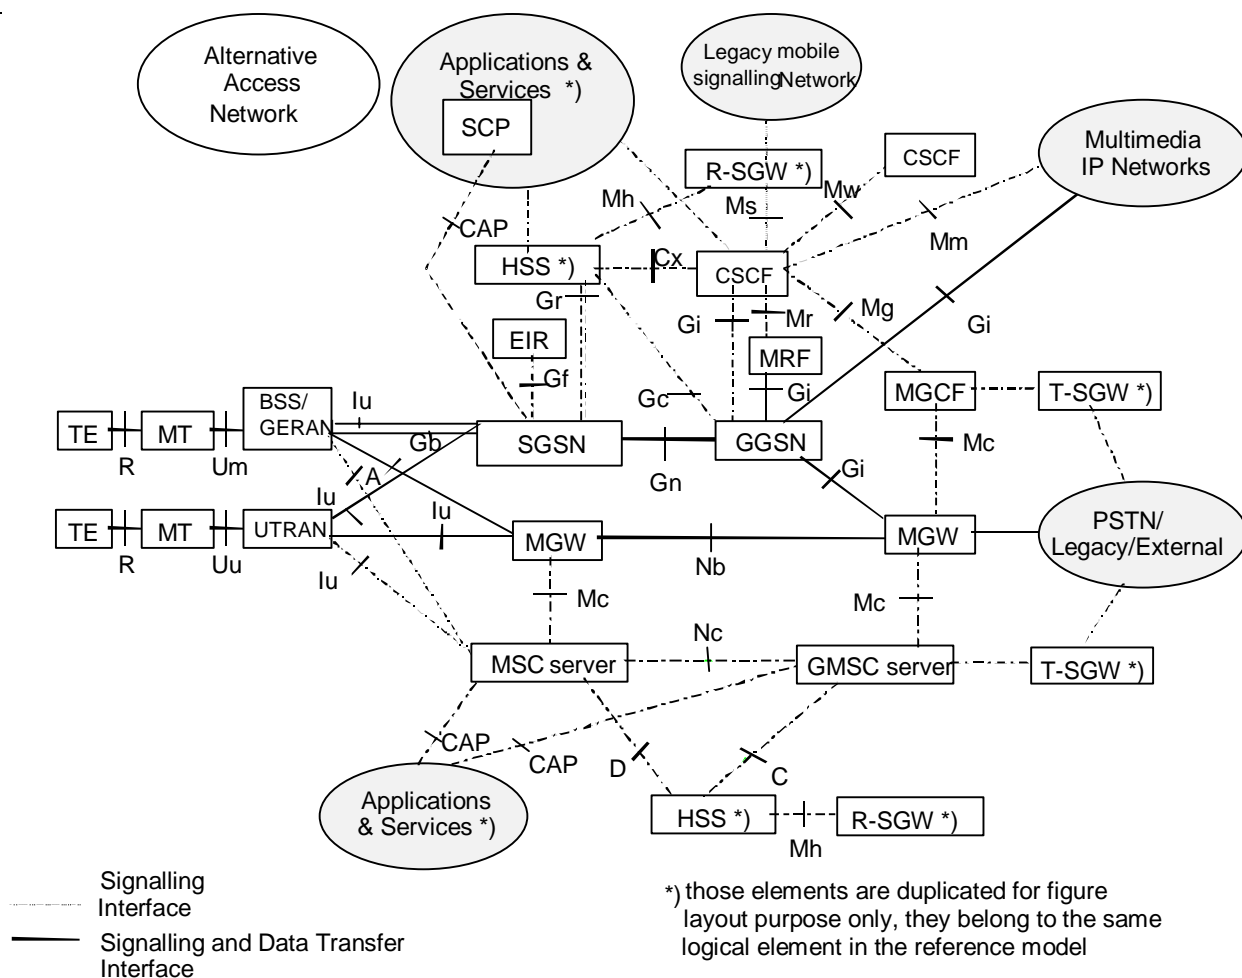 Alternative
Access
Network
Applications &
Services *)
SCP
Legacy mobile
signalling Network
Multimedia
IP Networks
CSCF
R-SGW *)
Mh
Ms
Mw
Mm
CAP
HSS *)
Cx
CSCF
Gr
Gi
Mr
Mg
Gi
EIR
MRF
Gf
Gc
Gi
MGCF
T-SGW *)
BSS/
GERAN
Iu
TE
MT
R
Um
Gb
SGSN
GGSN
Gn
Mc
A
Gi
Iu
Iu
TE
MT
UTRAN
R
Uu
Iu
MGW
Nb
MGW
PSTN/
Legacy/External
Mc
Mc
MSC server
Nc
GMSC server
T-SGW *)
CAP
CAP
D
C
Applications
& Services *)
HSS *)
R-SGW *)
Mh
Signalling
Interface
Signalling and Data Transfer
Interface
*) those elements are duplicated for figure
layout purpose only, they belong to the same
logical element in the reference model